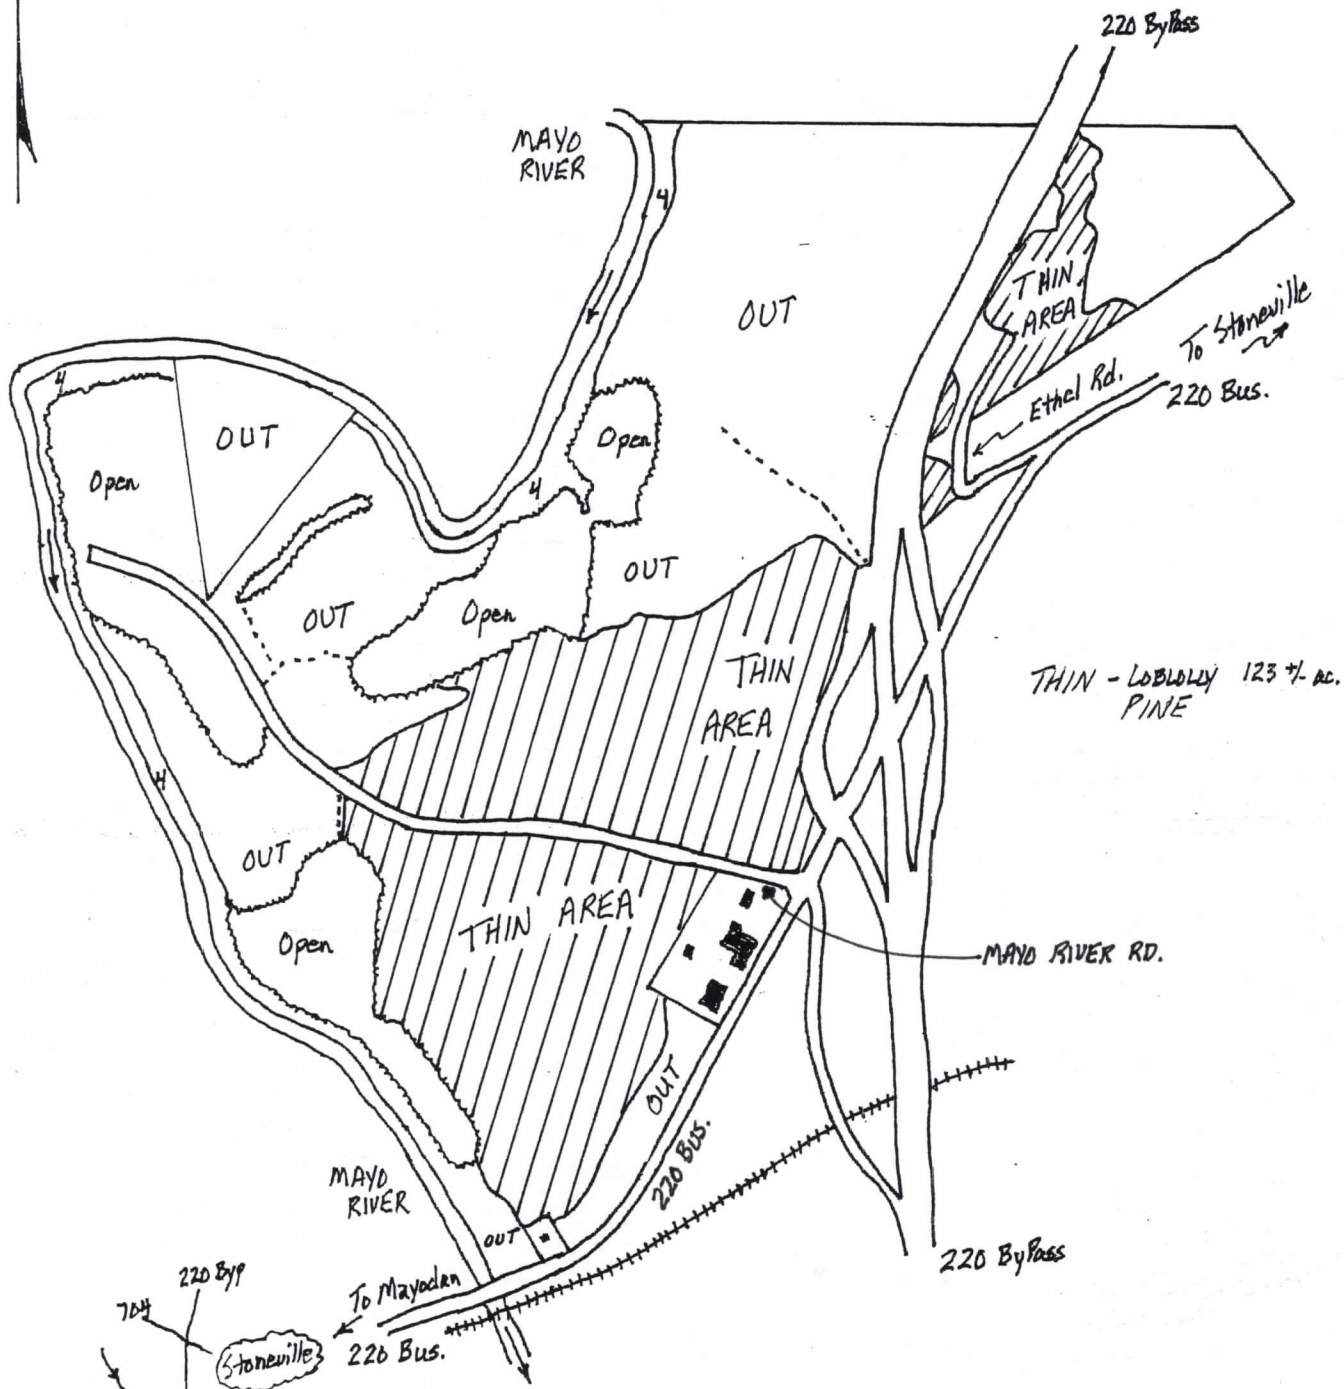 220 ByPass
MAYO
RIVER
4
THIN
AREA
OUT
To Stoneville
Ethel Rd.
220 Bus.
4
OUT
Open
Open
4
OUT
OUT
Open
THIN
AREA
THIN - LOBLOLLY 123 +/- ac.
PINE
4
OUT
THIN AREA
Open
MAYO RIVER RD.
OUT
220 Bus.
MAYO
RIVER
OUT
220 ByPass
220 Byp
To Mayodan
704
Stoneville
220 Bus.